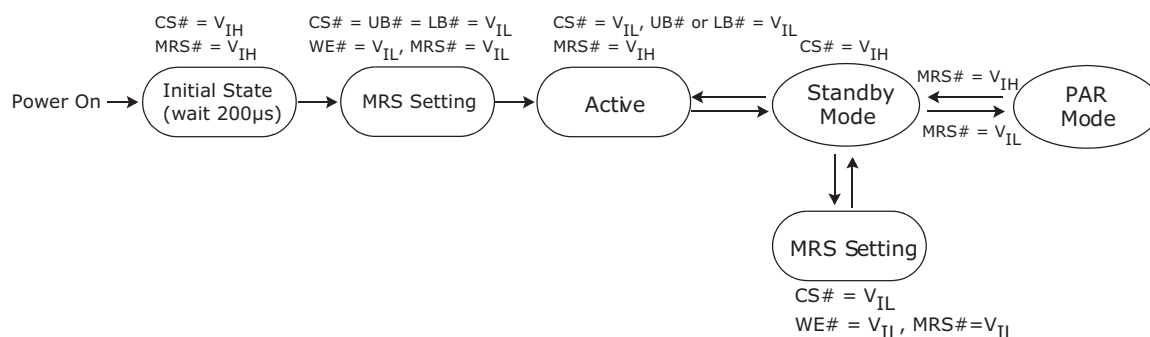 CS# = VIH
MRS# = VIH
CS# = UB# = LB# = VIL
WE# = VIL, MRS# = VIL
CS# = VIL, UB# or LB# = VIL
MRS# = VIH
CS# = VIH
Power On
Initial State
(wait 200µs)
MRS Setting
Active
Standby
Mode
MRS# = VIH
MRS# = VIL
PAR
Mode
MRS Setting
CS# = VIL
WE# = VIL, MRS#=VIL